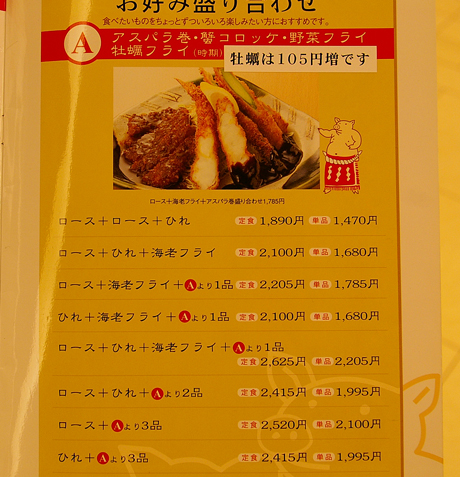 お好み盛り合わせ
食べたいものをちょっとずついろいろ楽しみたい方におすすめです。
A アスパラ巻・蟹コロッケ・野菜フライ
牡蠣フライ(時期) 牡蠣は105円増です
ロース+海老フライ+アスパラ巻盛り合わせ1,785円
ロース+ロース+ひれ 定食 1,890円 単品 1,470円
ロース+ひれ+海老フライ 定食 2,100円 単品 1,680円
ロース+海老フライ+Aより1品 定食 2,205円 単品 1,785円
ひれ+海老フライ+Aより1品 定食 2,100円 単品 1,680円
ロース+ひれ+海老フライ+Aより1品
定食 2,625円 単品 2,205円
ロース+ひれ+Aより2品 定食 2,415円 単品 1,995円
ロース+Aより3品 定食 2,520円 単品 2,100円
ひれ+Aより3品 定食 2,415円 単品 1,995円